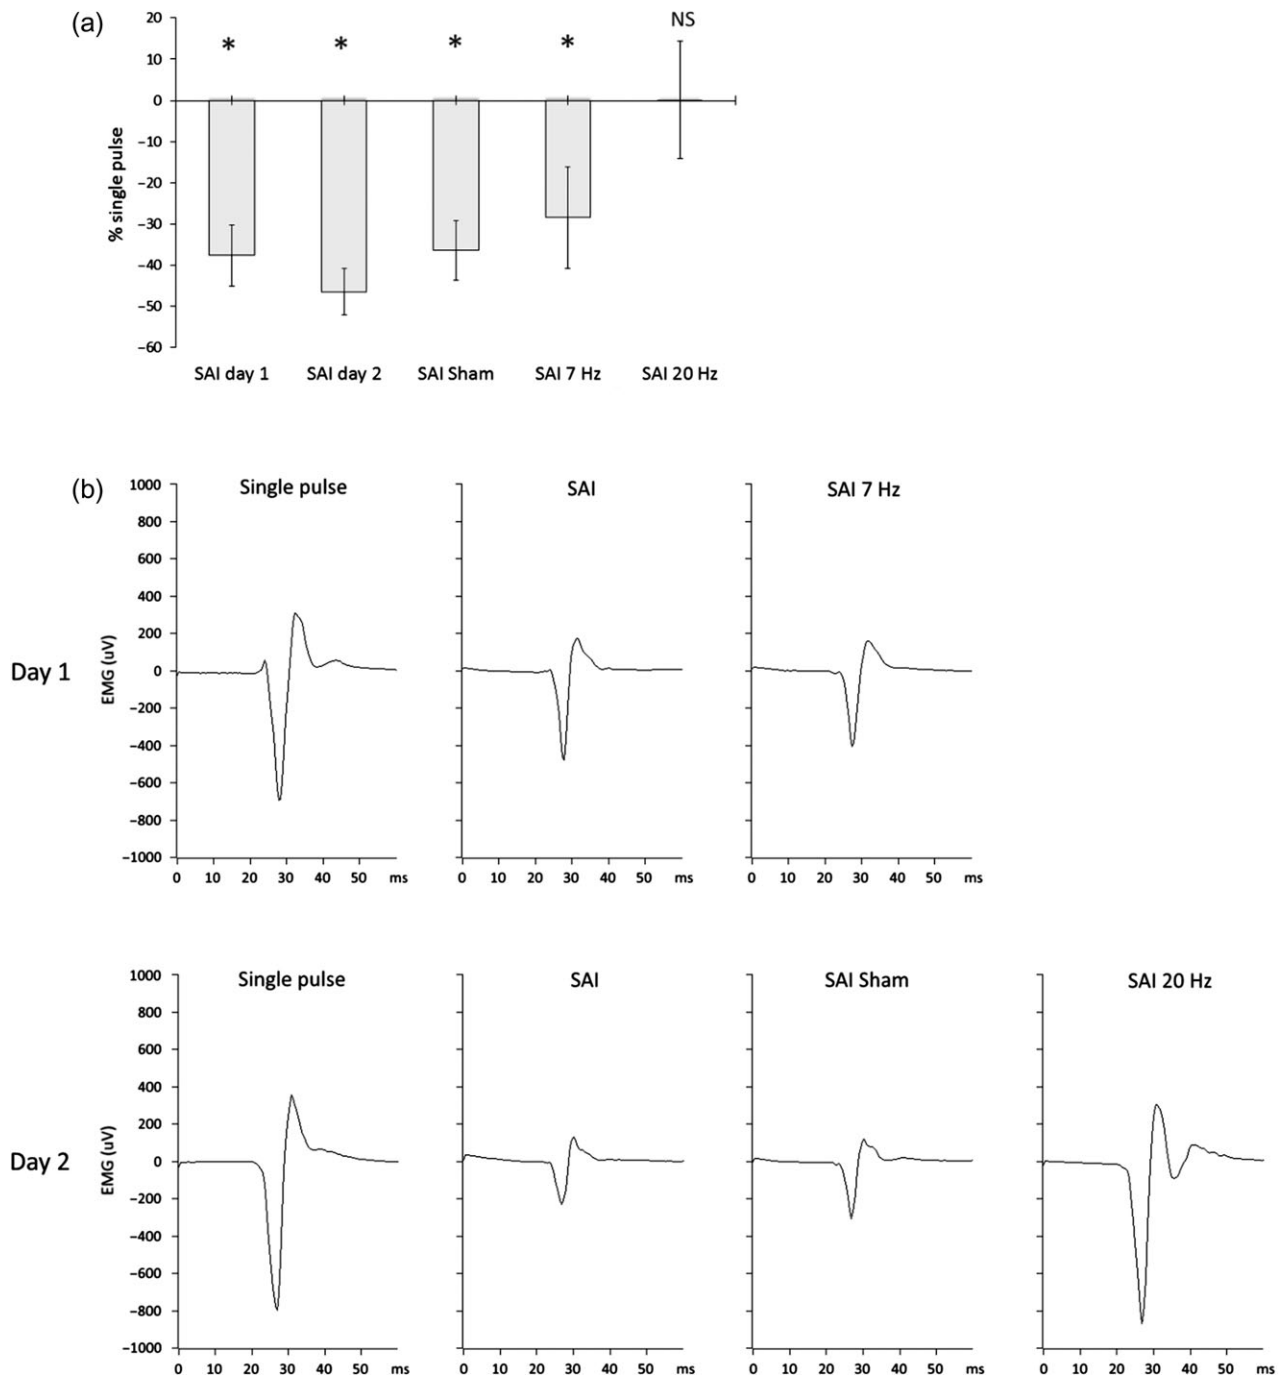 (a)
20
10
0
−10
−20
−30
−40
−50
−60
% single pulse
* * * * NS
SAI day 1 SAI day 2 SAI Sham SAI 7 Hz SAI 20 Hz
(b)
Day 1
EMG (uV)
1000
800
600
400
200
0
−200
−400
−600
−800
−1000
Single pulse SAI SAI 7 Hz
0 10 20 30 40 50 ms 0 10 20 30 40 50 ms 0 10 20 30 40 50 ms
Day 2
EMG (uV)
1000
800
600
400
200
0
−200
−400
−600
−800
−1000
Single pulse SAI SAI Sham SAI 20 Hz
0 10 20 30 40 50 ms 0 10 20 30 40 50 ms 0 10 20 30 40 50 ms 0 10 20 30 40 50 ms